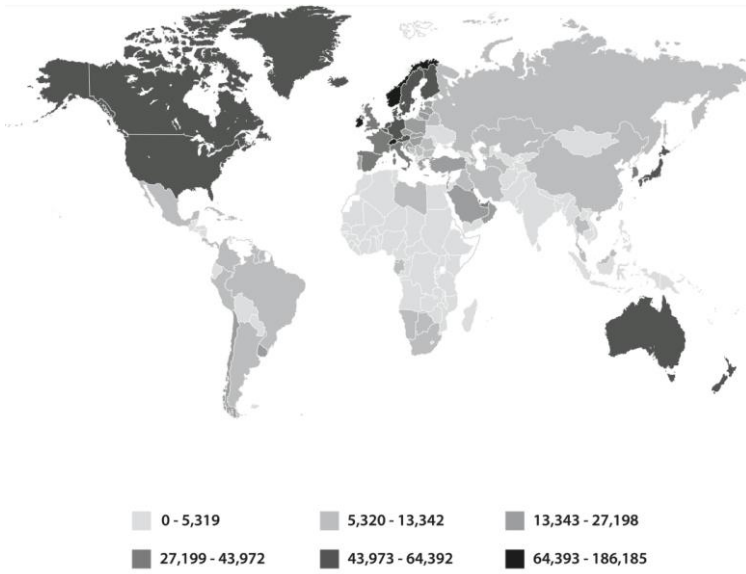 0 - 5,319
5,320 - 13,342
13,343 - 27,198
27,199 - 43,972
43,973 - 64,392
64,393 - 186,185